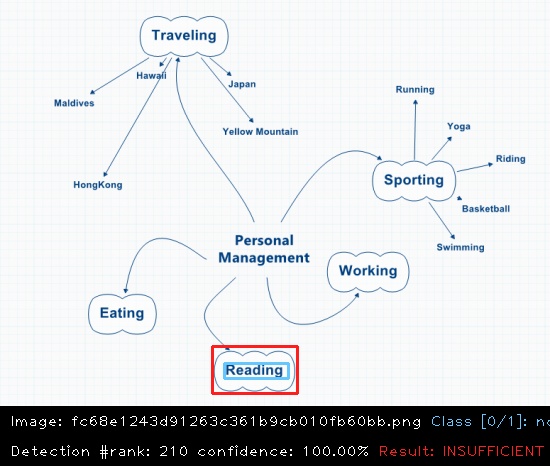 Traveling
Hawaii
Japan
Maldives
Yellow Mountain
HongKong
Running
Yoga
Riding
Sporting
Basketball
Swimming
Personal
Management
Working
Eating
Reading
Image: fc68e1243d91263c361b9cb010fb60bb.png Class [0/1]:
Detection #rank: 210 confidence: 100.00% Result: INSUFFICIENT